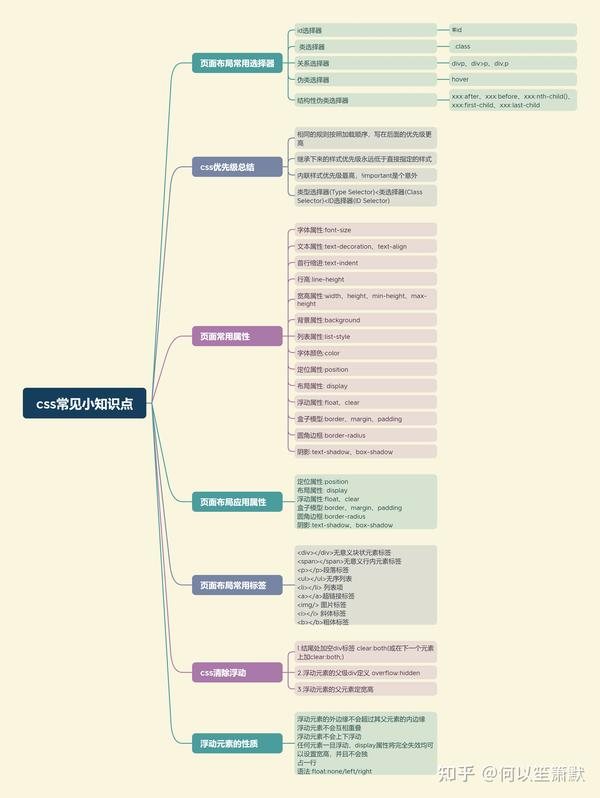 css常见小知识点
页面布局常用选择器
id选择器
#id
类选择器
.class
关系选择器
divp、div>p、div.p
伪类选择器
hover
结构性伪类选择器
xxx:after、xxx:before、xxx:nth-child()、
xxx:first-child、xxx:last-child
css优先级总结
相同的规则按照加载顺序，写在后面的优先级更
高
继承下来的样式优先级永远低于直接指定的样式
内联样式优先级最高，!important是个意外
类型选择器(Type Selector)<类选择器(Class
Selector)<ID选择器(ID Selector)
页面常用属性
字体属性:font-size
文本属性:text-decoration、text-align
首行缩进:text-indent
行高:line-height
宽高属性:width、height、min-height、max-
height
背景属性:background
列表属性:list-style
字体颜色:color
定位属性:position
布局属性: display
浮动属性:float、clear
盒子模型:border、margin、padding
圆角边框:border-radius
阴影:text-shadow、box-shadow
页面布局应用属性
定位属性:position
布局属性: display
浮动属性:float、clear
盒子模型:border、margin、padding
圆角边框:border-radius
阴影:text-shadow、box-shadow
页面布局常用标签
<div></div>无意义块状元素标签
<span></span>无意义行内元素标签
<p></p>段落标签
<ul></ul>无序列表
<li></li> 列表项
<a></a>超链接标签
<img/> 图片标签
<i></i> 斜体标签
<b></b>粗体标签
css清除浮动
1.结尾处加空div标签 clear:both(或在下一个元素
上加clear:both;)
2.浮动元素的父级div定义 overflow:hidden
3.浮动元素的父元素定宽高
浮动元素的性质
浮动元素的外边缘不会超过其父元素的内边缘
浮动元素不会互相重叠
浮动元素不会上下浮动
任何元素一旦浮动，display属性将完全失效均可
以设置宽高，并且不会独
占一行
语法:float:none/left/right
知乎 @何以笙萧默